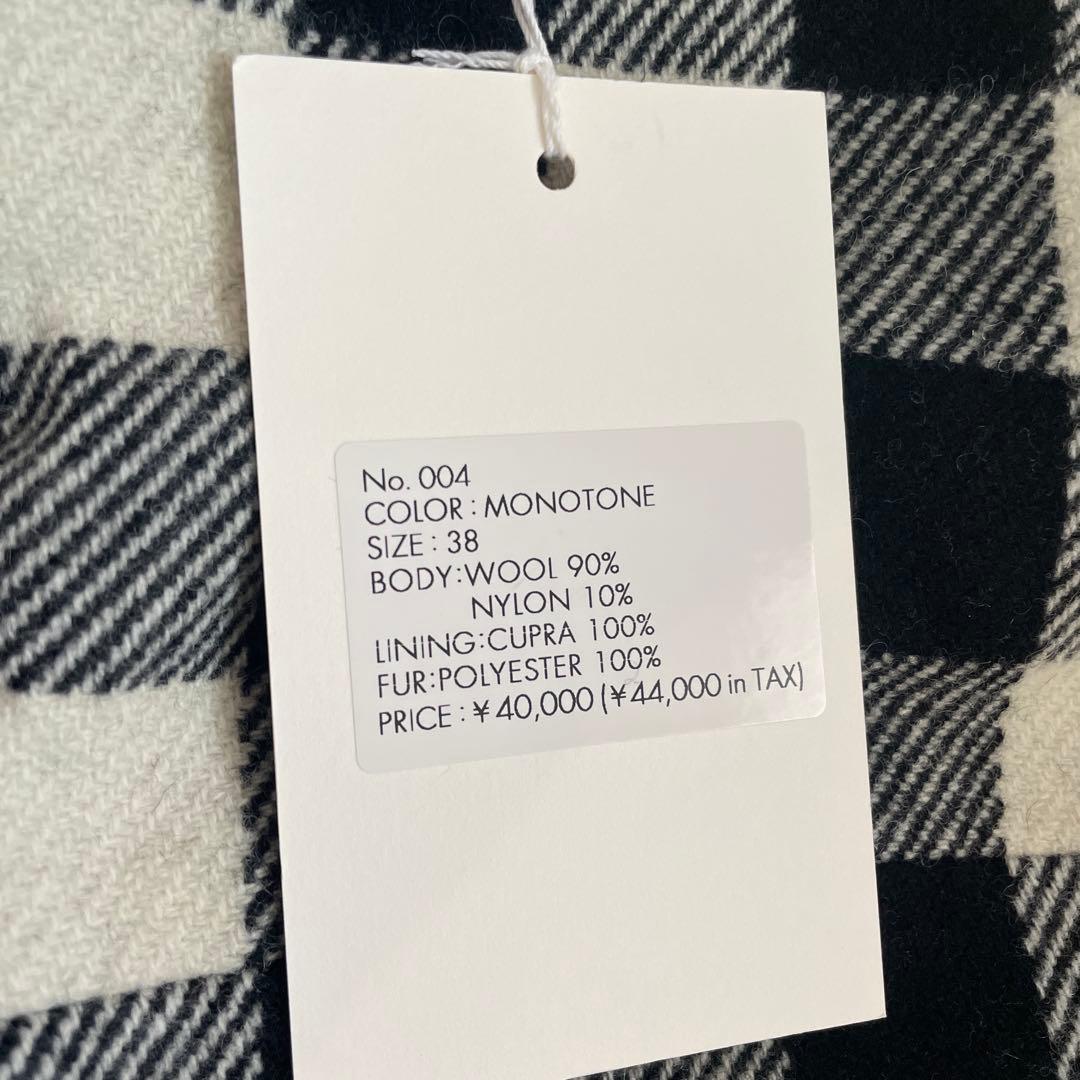 No. 004
COLOR : MONOTONE
SIZE : 38
BODY:WOOL 90%
NYLON 10%
LINING:CUPRA 100%
FUR:POLYESTER 100%
PRICE : ¥40,000 (¥44,000 in TAX)